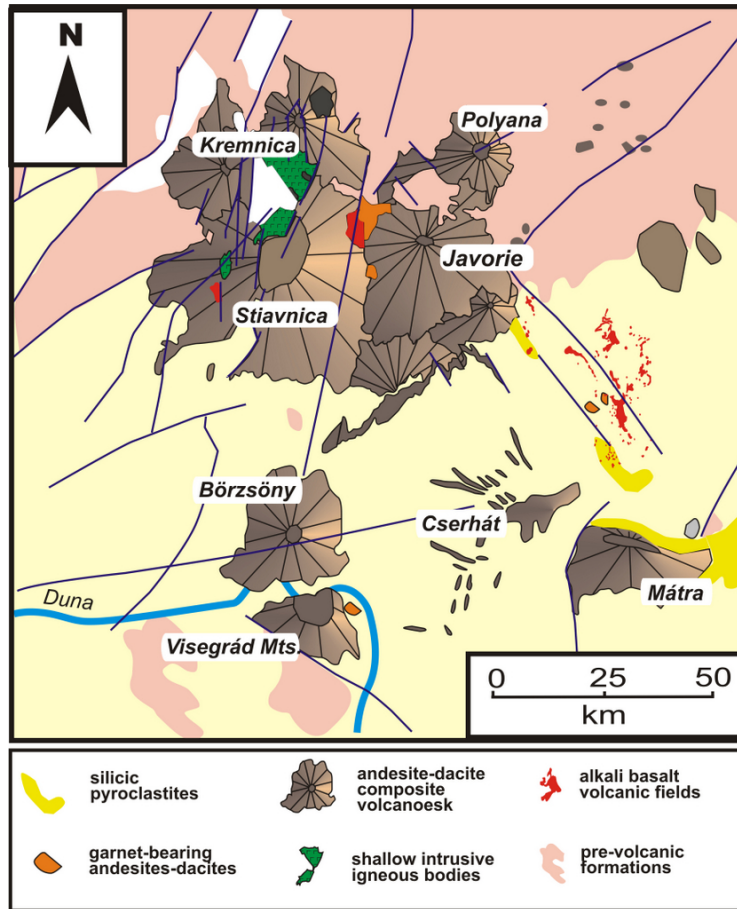 N
Polyana
Kremnica
Javorie
Stiavnica
Börzsöny
Cserhát
Duna
Mátra
Visegrád Mts.
0 25 50
km
silicic
pyroclastites
andesite-dacite
composite
volcanoesk
alkali basalt
volcanic fields
garnet-bearing
andesites-dacites
shallow intrusive
igneous bodies
pre-volcanic
formations